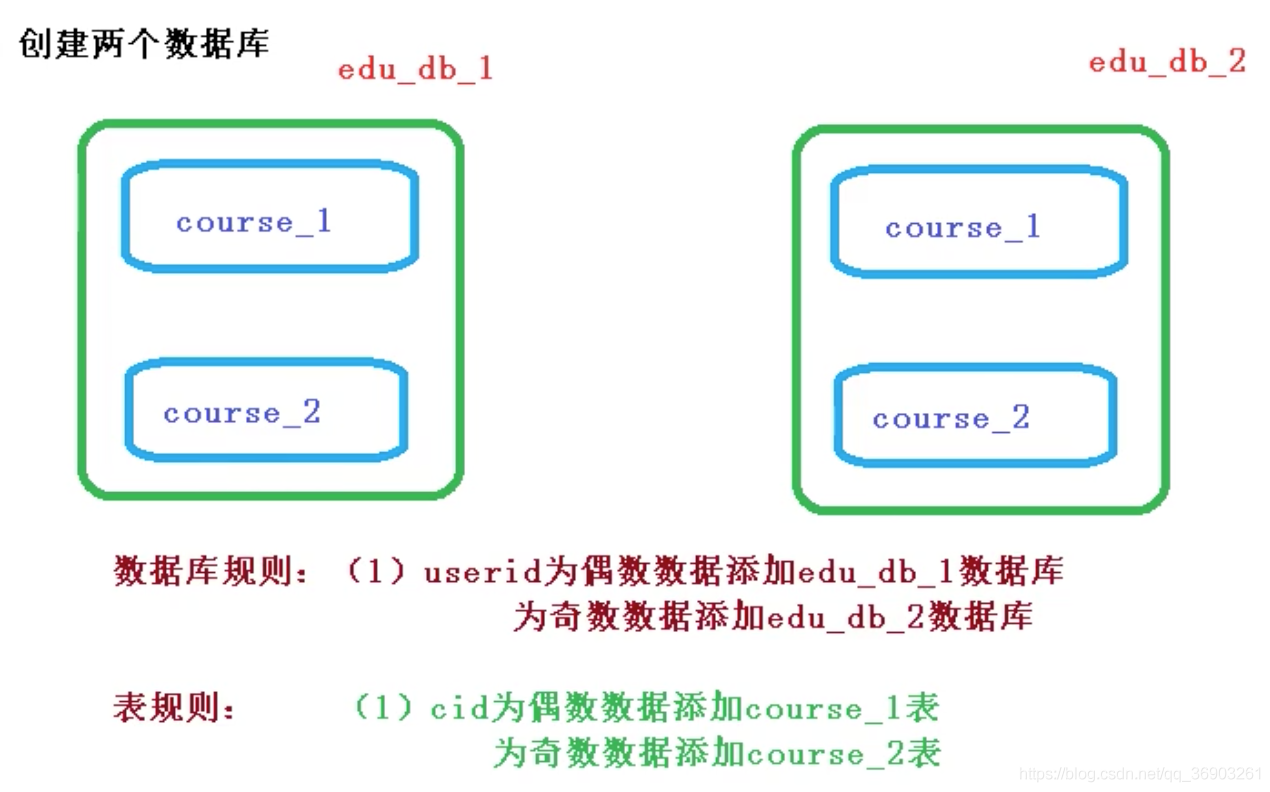 创建两个数据库
edu_db_1
edu_db_2
course_1
course_1
course_2
course_2
数据库规则：（1）userid为偶数数据添加edu_db_1数据库
为奇数数据添加edu_db_2数据库
表规则：（1）cid为偶数数据添加course_1表
为奇数数据添加course_2表
https://blog.csdn.net/qq_36903261